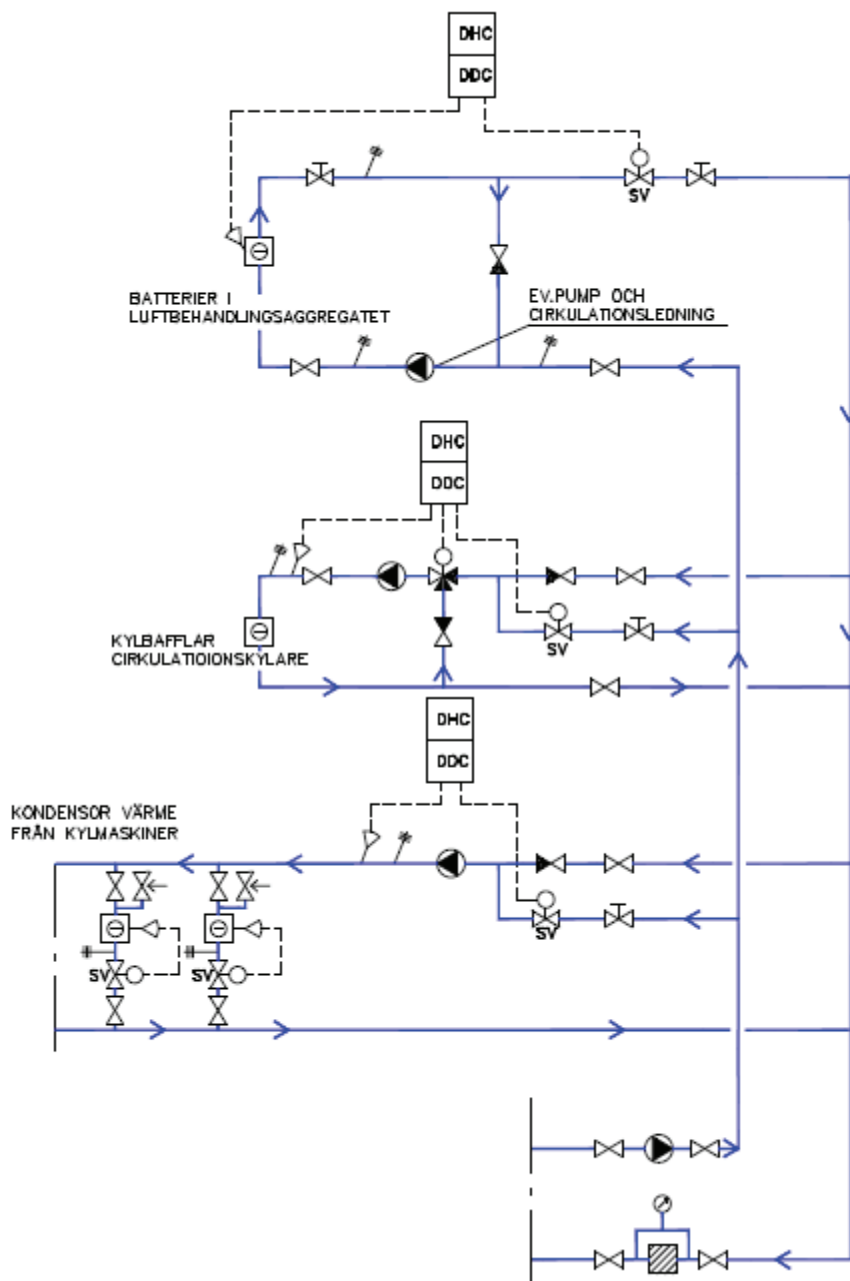 DHC
DDC
SV
BATTERIER I
LUFTBEHANDLINGSAGGREGATET
EV.PUMP OCH
CIRKULATIONSLEDNING
DHC
DDC
KYLBAFFLAR
CIRKULATIOIONSKYLARE
SV
DHC
DDC
KONDENSOR VÄRME
FRÅN KYLMASKINER
SV
SV
SV